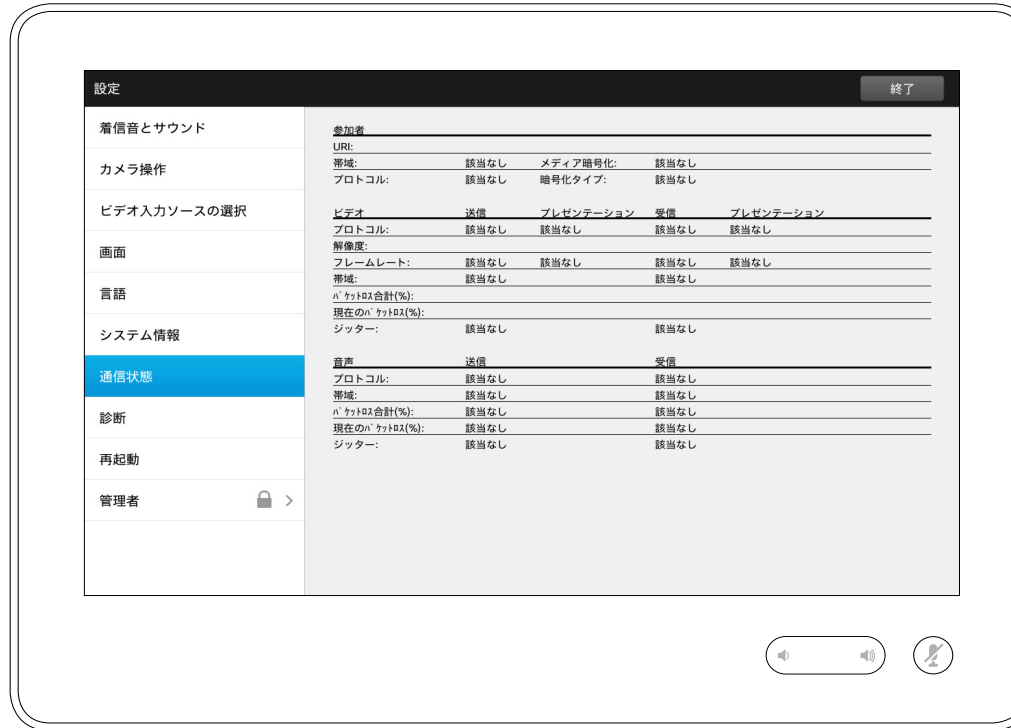 設定 終了
着信音とサウンド
カメラ操作
ビデオ入力ソースの選択
画面
言語
システム情報
通信状態
診断
再起動
管理者
参加者
URI:
帯域: 該当なし メディア暗号化: 該当なし
プロトコル: 該当なし 暗号化タイプ: 該当なし
ビデオ 送信 プレゼンテーション 受信 プレゼンテーション
プロトコル: 該当なし 該当なし 該当なし 該当なし
解像度:
フレームレート: 該当なし 該当なし 該当なし 該当なし
帯域: 該当なし 該当なし
ﾊﾟｹｯﾄﾛｽ合計(%):
現在のﾊﾟｹｯﾄﾛｽ(%):
ジッター: 該当なし 該当なし
音声 送信 受信
プロトコル: 該当なし 該当なし
帯域: 該当なし 該当なし
ﾊﾟｹｯﾄﾛｽ合計(%): 該当なし 該当なし
現在のﾊﾟｹｯﾄﾛｽ(%): 該当なし 該当なし
ジッター: 該当なし 該当なし